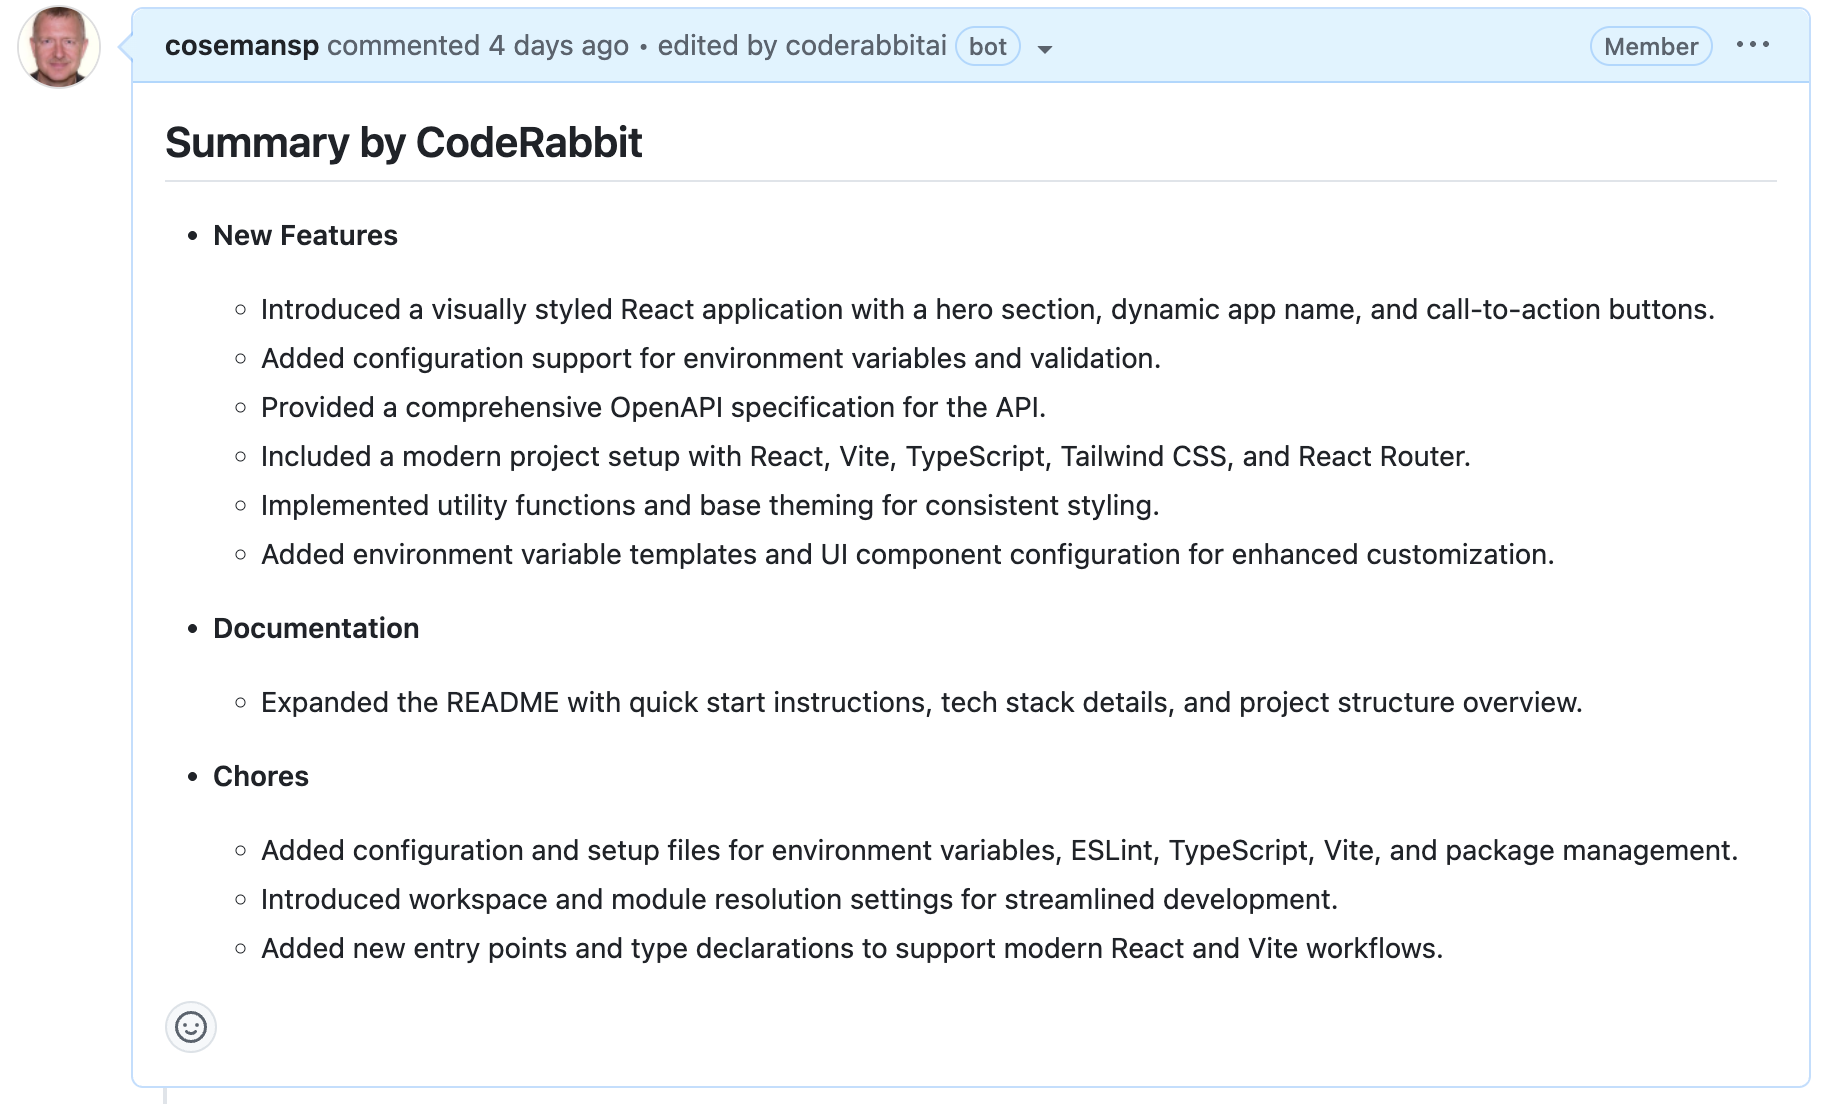 cosemansp commented 4 days ago • edited by coderabbitai bot
Member
Summary by CodeRabbit
• New Features
◦ Introduced a visually styled React application with a hero section, dynamic app name, and call-to-action buttons.
◦ Added configuration support for environment variables and validation.
◦ Provided a comprehensive OpenAPI specification for the API.
◦ Included a modern project setup with React, Vite, TypeScript, Tailwind CSS, and React Router.
◦ Implemented utility functions and base theming for consistent styling.
◦ Added environment variable templates and UI component configuration for enhanced customization.
• Documentation
◦ Expanded the README with quick start instructions, tech stack details, and project structure overview.
• Chores
◦ Added configuration and setup files for environment variables, ESLint, TypeScript, Vite, and package management.
◦ Introduced workspace and module resolution settings for streamlined development.
◦ Added new entry points and type declarations to support modern React and Vite workflows.